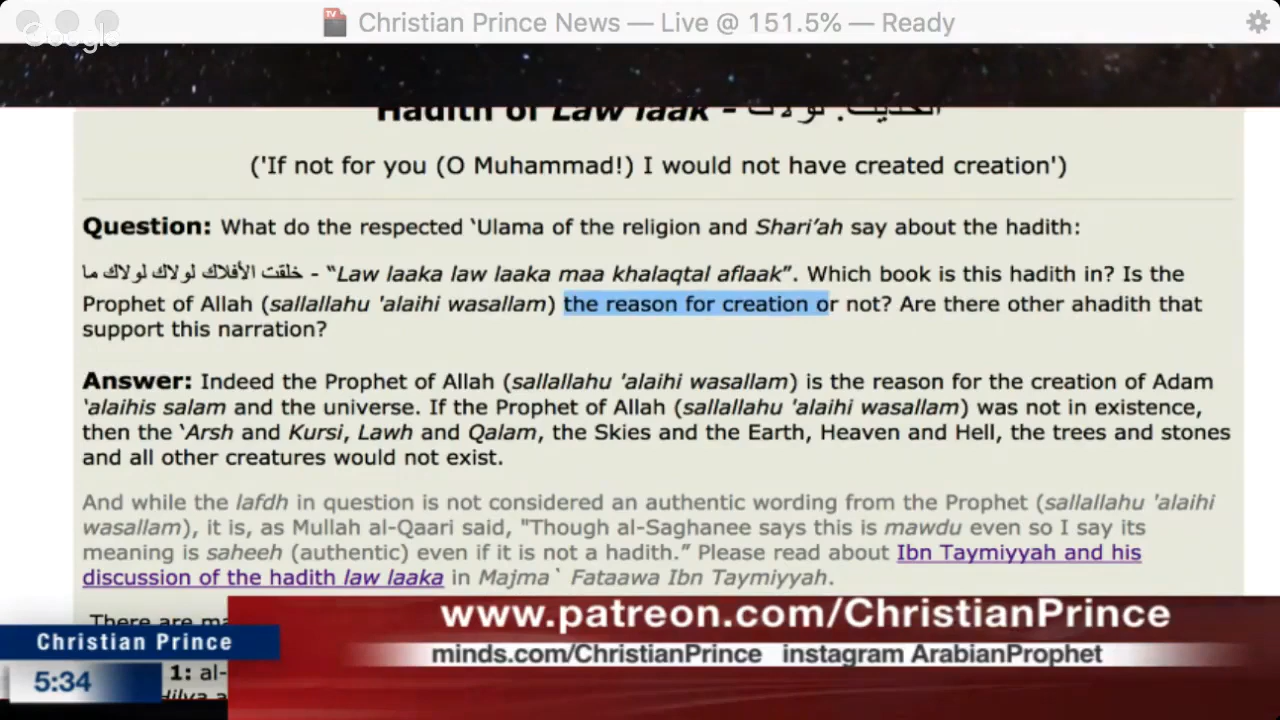 Christian Prince News — Live @ 151.5% — Ready
Google
Hadith of Law laak - الحديث: لولاك
('If not for you (O Muhammad!) I would not have created creation')
Question: What do the respected ‘Ulama of the religion and Shari’ah say about the hadith:
خلقت الأفلاك لولاك لولاك ما - “Law laaka law laaka maa khalaqtal aflaak”. Which book is this hadith in? Is the
Prophet of Allah (sallallahu 'alaihi wasallam) the reason for creation or not? Are there other ahadith that
support this narration?
Answer: Indeed the Prophet of Allah (sallallahu 'alaihi wasallam) is the reason for the creation of Adam
‘alaihis salam and the universe. If the Prophet of Allah (sallallahu 'alaihi wasallam) was not in existence,
then the ‘Arsh and Kursi, Lawh and Qalam, the Skies and the Earth, Heaven and Hell, the trees and stones
and all other creatures would not exist.
And while the lafdh in question is not considered an authentic wording from the Prophet (sallallahu 'alaihi
wasallam), it is, as Mullah al-Qaari said, "Though al-Saghanee says this is mawdu even so I say its
meaning is saheeh (authentic) even if it is not a hadith.” Please read about Ibn Taymiyyah and his
discussion of the hadith law laaka in Majma` Fataawa Ibn Taymiyyah.
There are
1: al-
www.patreon.com/ChristianPrince
Christian Prince
minds.com/ChristianPrince instagram ArabianProphet
5:34